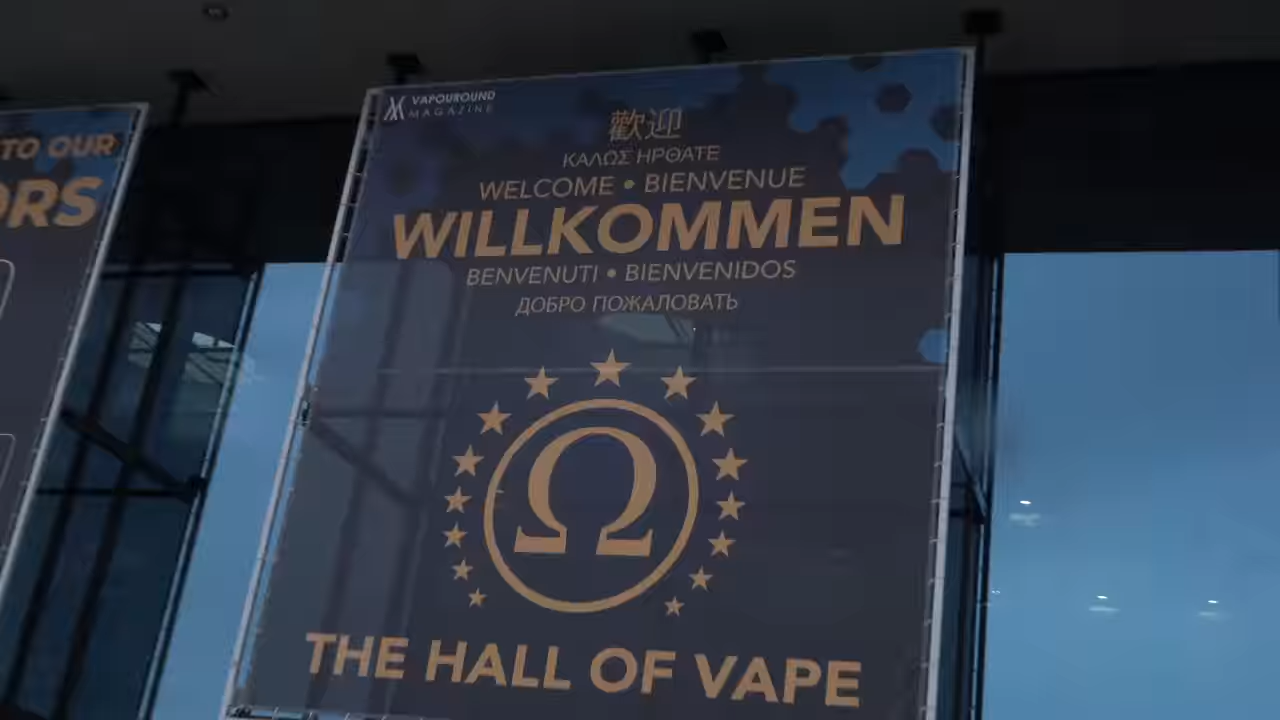 TO OUR
ORS
VAPOUROUND
MAGAZINE
歡迎
ΚΑΛΩΣ ΗΡΘΑΤΕ
WELCOME • BIENVENUE
WILLKOMMEN
BENVENUTI • BIENVENIDOS
ДОБРО ПОЖАЛОВАТЬ
Ω
THE HALL OF VAPE